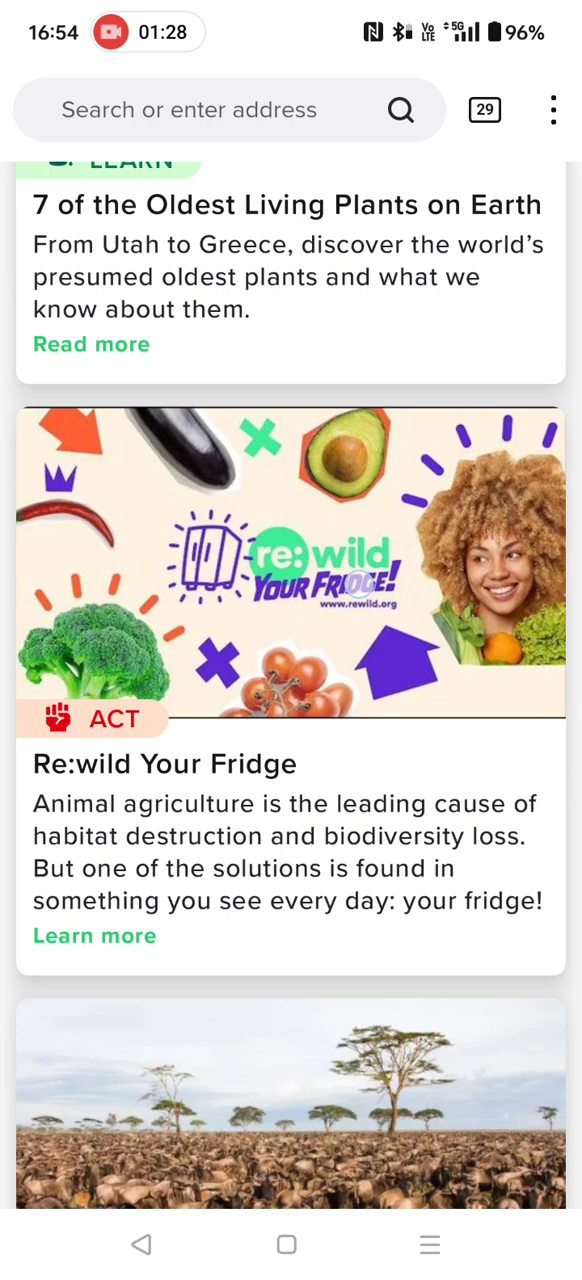 16:54
01:28
Vo
LTE
5G
96%
Search or enter address
29
LEARN
7 of the Oldest Living Plants on Earth
From Utah to Greece, discover the world’s
presumed oldest plants and what we
know about them.
Read more
re:wild
YOUR FRIDGE!
www.rewild.org
ACT
Re:wild Your Fridge
Animal agriculture is the leading cause of
habitat destruction and biodiversity loss.
But one of the solutions is found in
something you see every day: your fridge!
Learn more